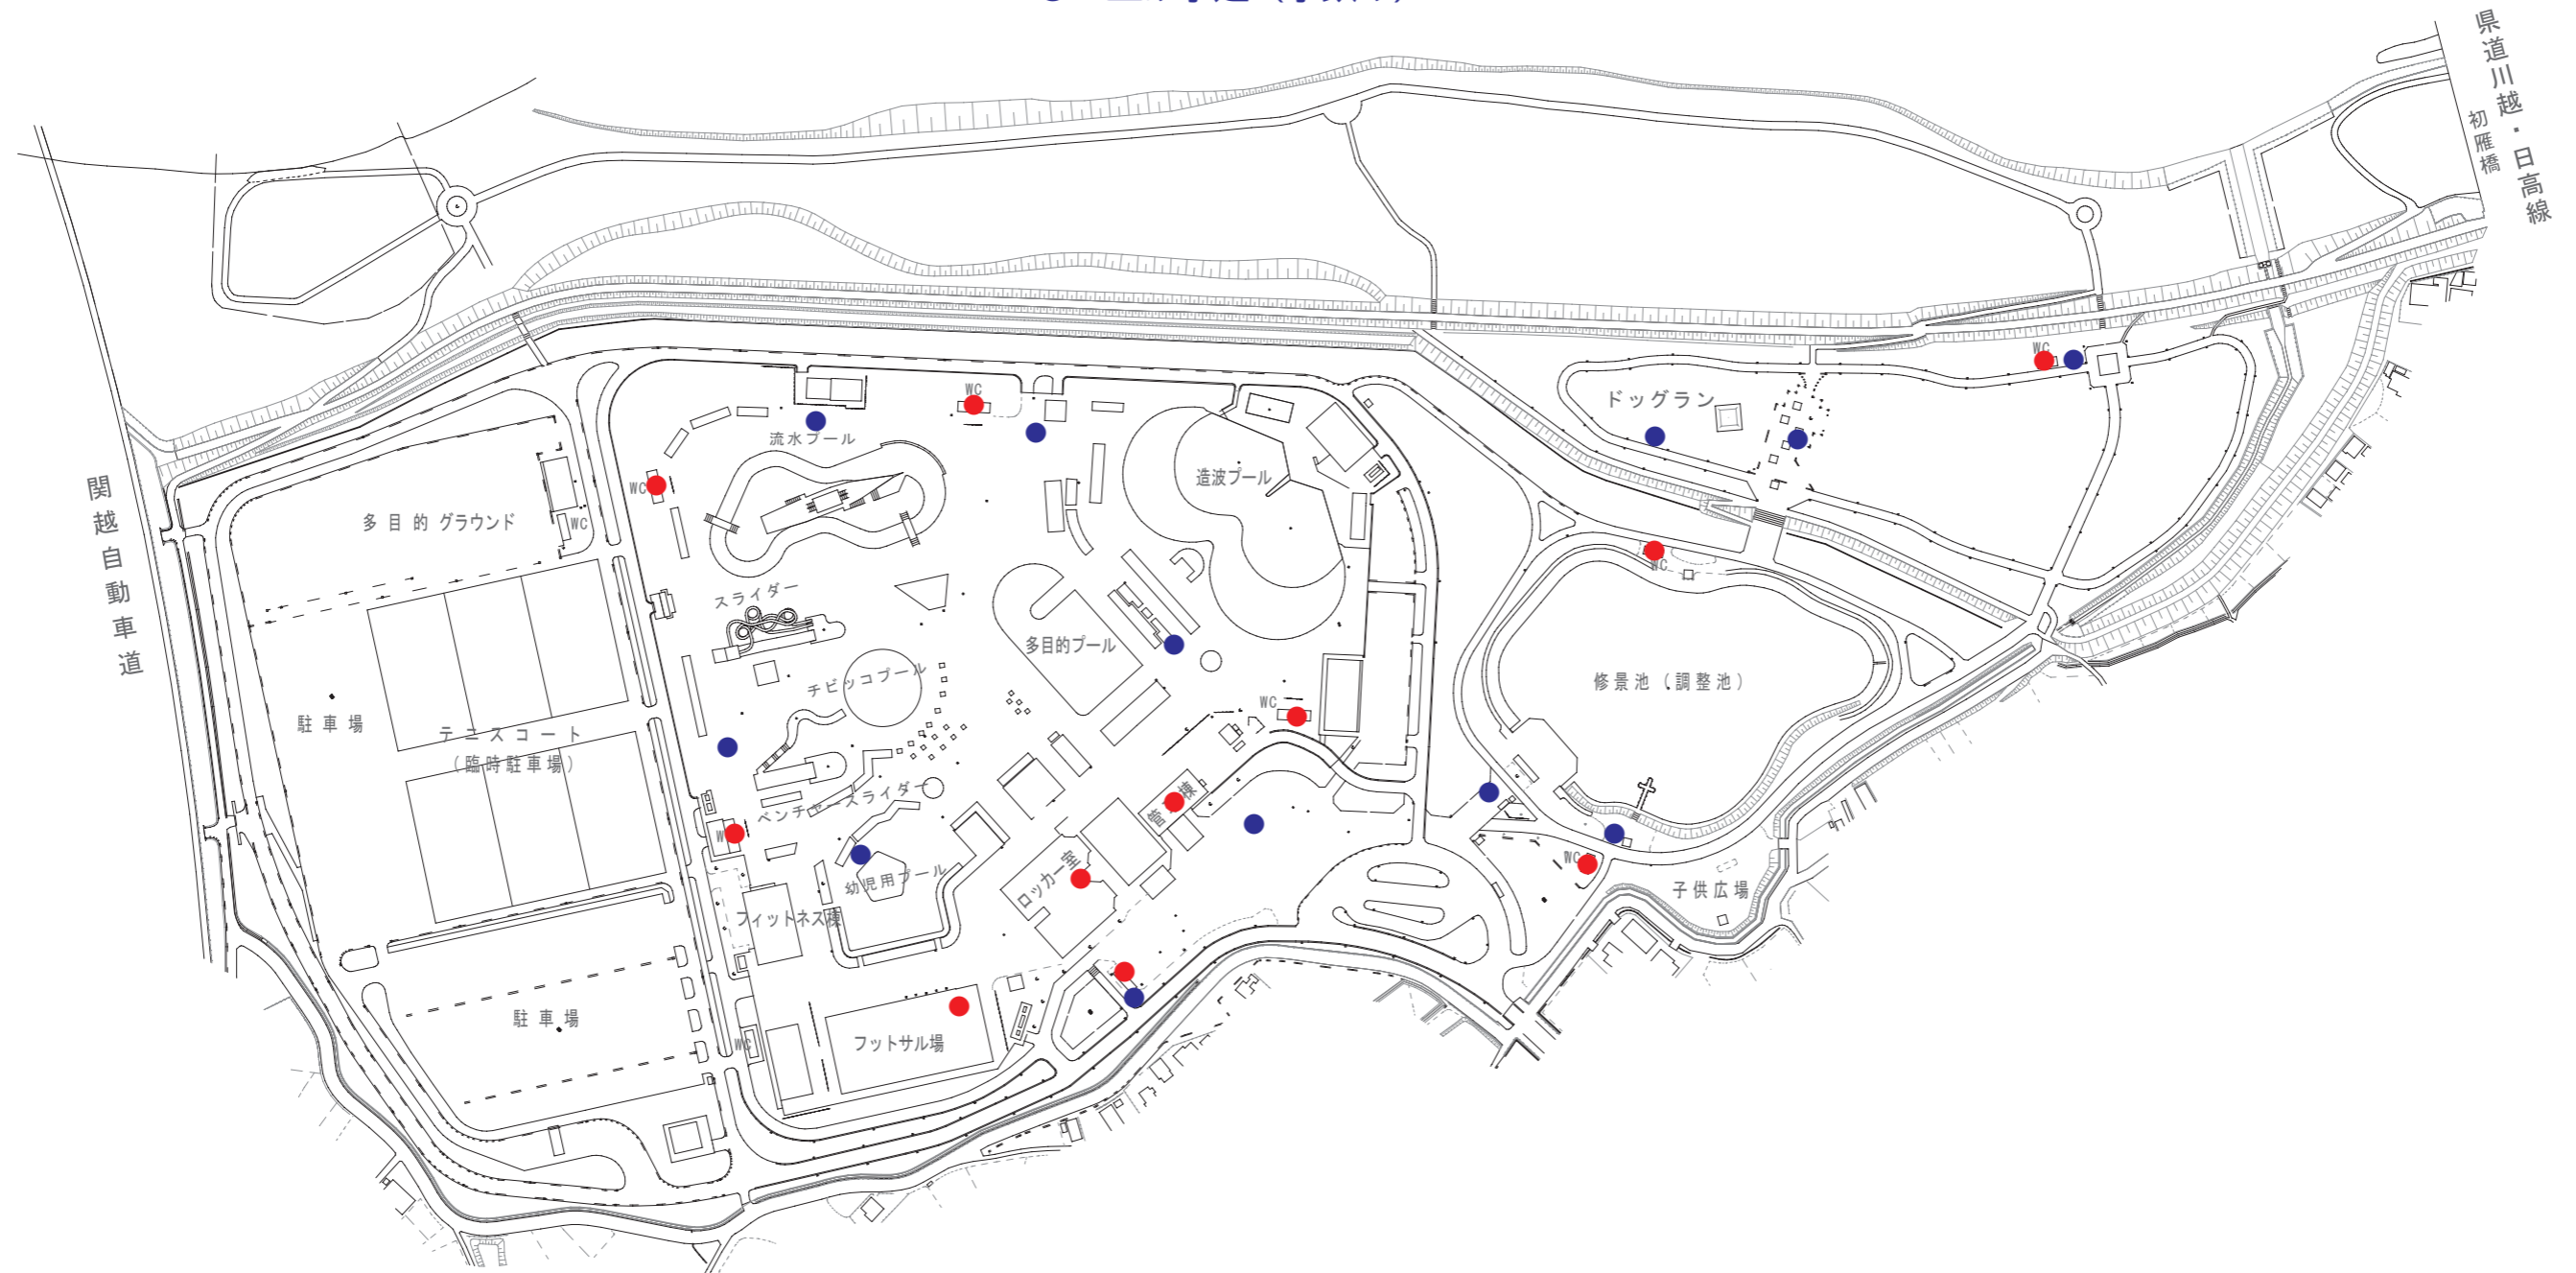 県道川越・日高線
初雁橋
WC
ドッグラン
WC
流水プール
造波プール
WC
関越自動車道
多目的グラウンド
WC
WC
スライダー
多目的プール
チビッコプール
修景池（調整池）
WC
駐車場
テニスコート
（臨時駐車場）
ベンチャースライダー
WC
幼児用プール
ロッカー室
子供広場
フィットネス棟
駐車場
WC
フットサル場